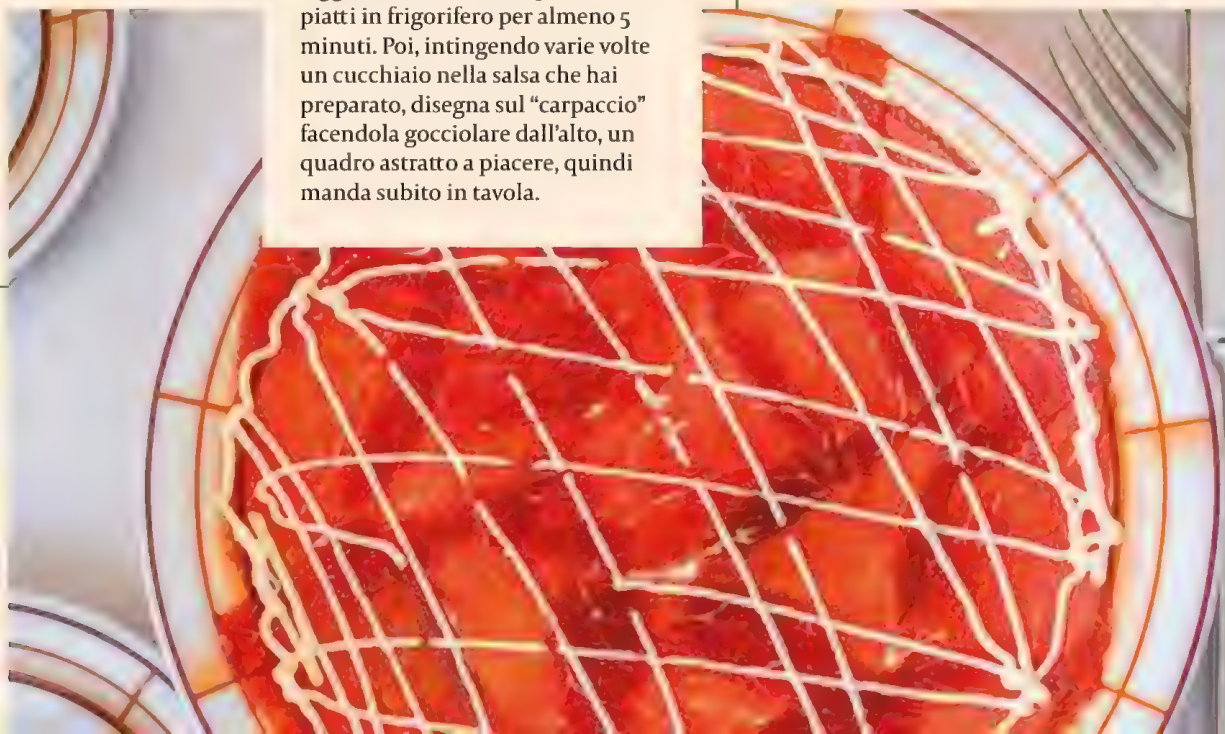 piatti in frigorifero per almeno 5
minuti. Poi, intingendo varie volte
un cucchiaio nella salsa che hai
preparato, disegna sul “carpaccio”
facendola gocciolare dall’alto, un
quadro astratto a piacere, quindi
manda subito in tavola.